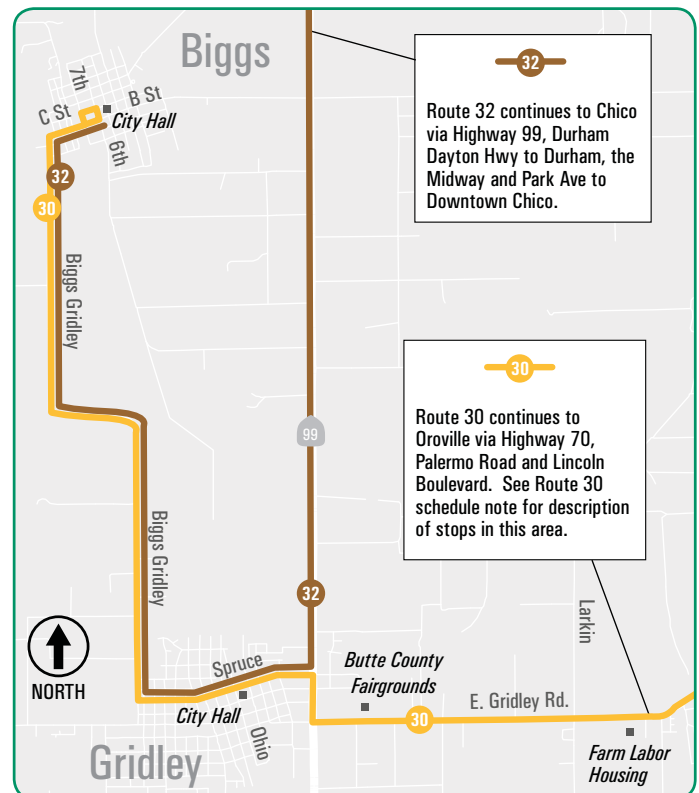 Biggs
7th
C St
B St
City Hall
6th
32
30
Biggs Gridley
32
Route 32 continues to Chico
via Highway 99, Durham
Dayton Hwy to Durham, the
Midway and Park Ave to
Downtown Chico.
30
Route 30 continues to
Oroville via Highway 70,
Palermo Road and Lincoln
Boulevard. See Route 30
schedule note for description
of stops in this area.
99
Biggs Gridley
32
Larkin
NORTH
Spruce
City Hall
Ohio
Butte County
Fairgrounds
E. Gridley Rd.
30
Gridley
Farm Labor
Housing